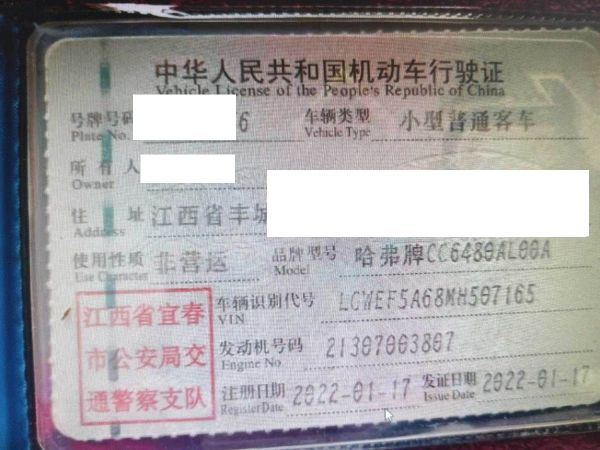 中华人民共和国机动车行驶证
Vehicle License of the People's Republic of China
号牌号码 6 车辆类型 小型普通客车
Plate No. Vehicle Type
所有人
Owner
住址 江西省丰城
Address
使用性质 非营运 品牌型号 哈弗牌CC6480AL00A
Use Character Model
江西省宜春市公安局交通警察支队
车辆识别代号 LCWEF5A68MH507165
VIN
发动机号码 21307003807
Engine No
注册日期 2022-01-17 发证日期 2022-01-17
Register Date Issue Date